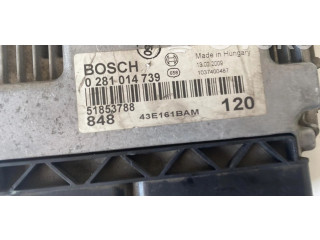 BOSCH
Made in Hungary
0 281 014 739
51853788
848
43E161BAM
120